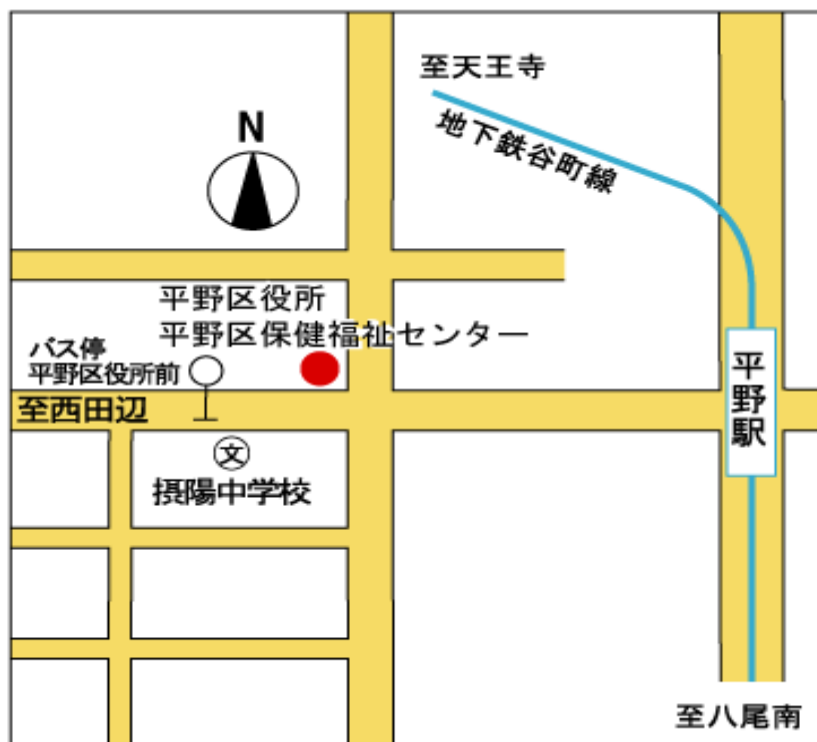 至天王寺
地下鉄谷町線
N
平野区役所
平野区保健福祉センター
バス停
平野区役所前
至西田辺
平野駅
文
摂陽中学校
至八尾南